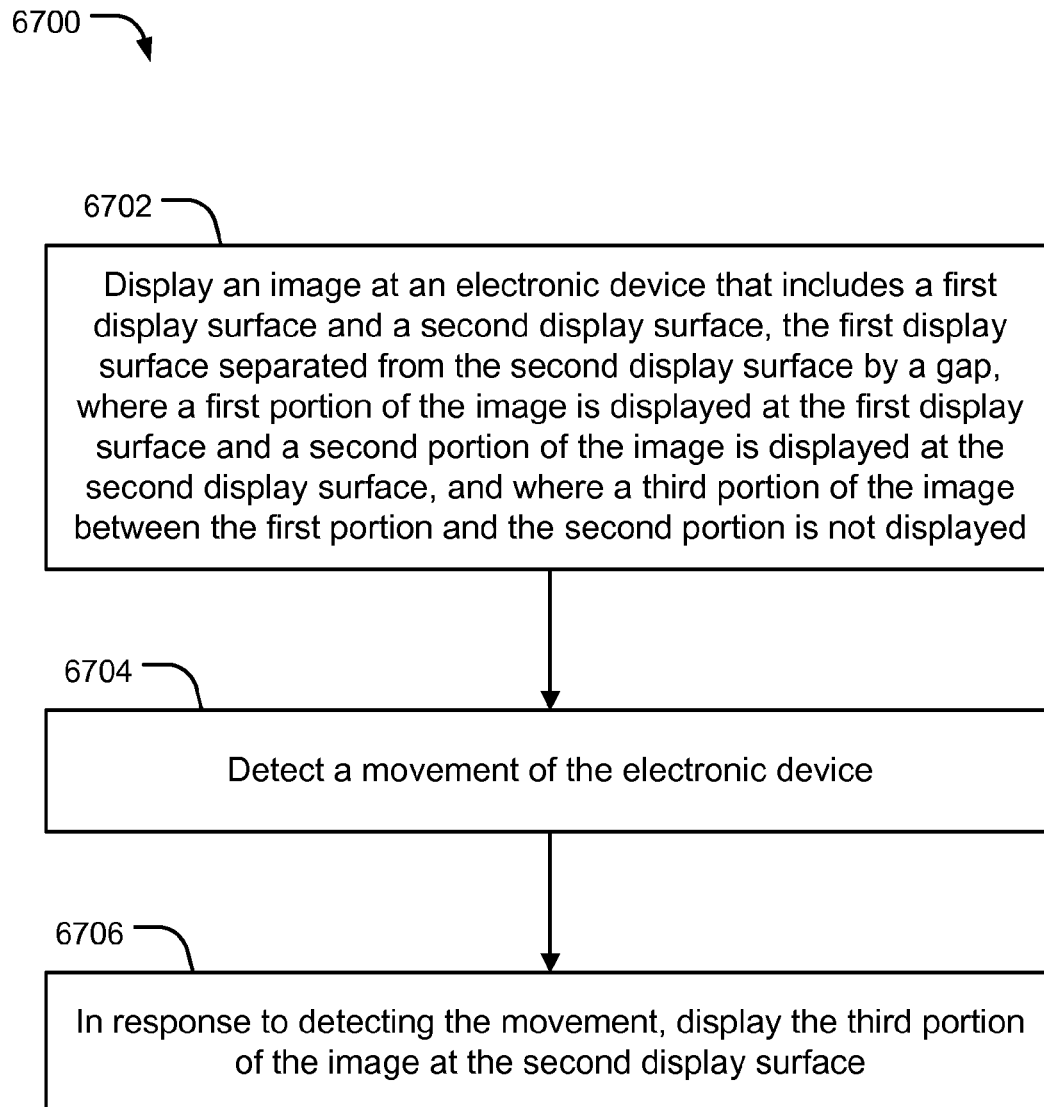 6700
6702
Display an image at an electronic device that includes a first
display surface and a second display surface, the first display
surface separated from the second display surface by a gap,
where a first portion of the image is displayed at the first display
surface and a second portion of the image is displayed at the
second display surface, and where a third portion of the image
between the first portion and the second portion is not displayed
6704
Detect a movement of the electronic device
6706
In response to detecting the movement, display the third portion
of the image at the second display surface